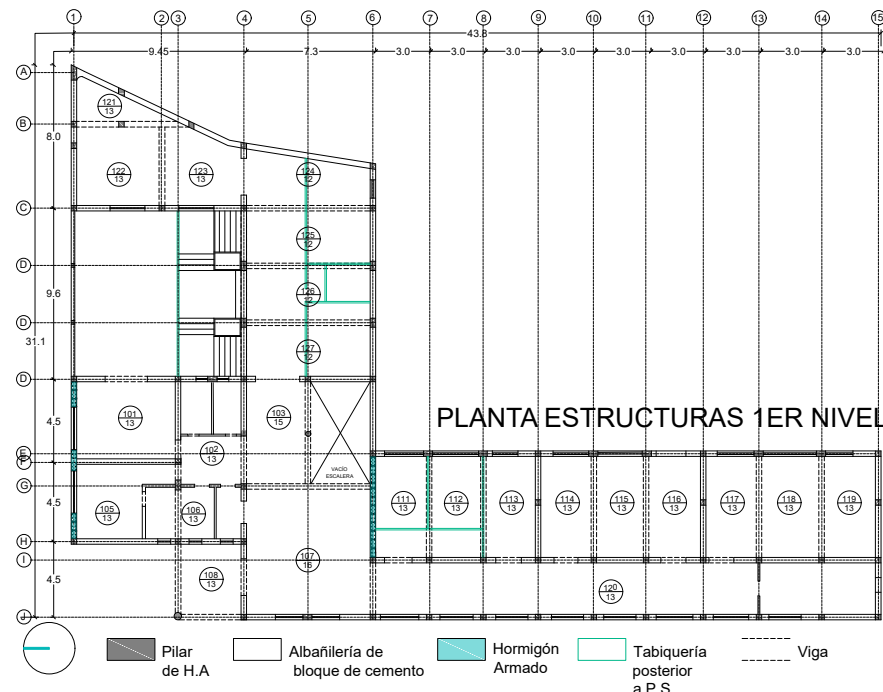 1 2 3 4 5 6 7 8 9 10 11 12 13 14 15
43.8
9.45 7.3 3.0 3.0 3.0 3.0 3.0 3.0 3.0 3.0 3.0
A
121
13
B
8.0
122
13
123
13
124
12
C
125
12
D
9.6
126
12
D
31.1
127
12
D
101
13
103
15
4.5
PLANTA ESTRUCTURAS 1ER NIVEL
102
13
E
F
VACÍO
ESCALERA
G
4.5
105
13
106
13
111
13
112
13
113
13
114
13
115
13
116
13
117
13
118
13
119
13
H
I
107
16
108
13
4.5
120
13
J
Pilar
de H.A
Albañilería de
bloque de cemento
Hormigón
Armado
Tabiquería
posterior
a P.S
Viga